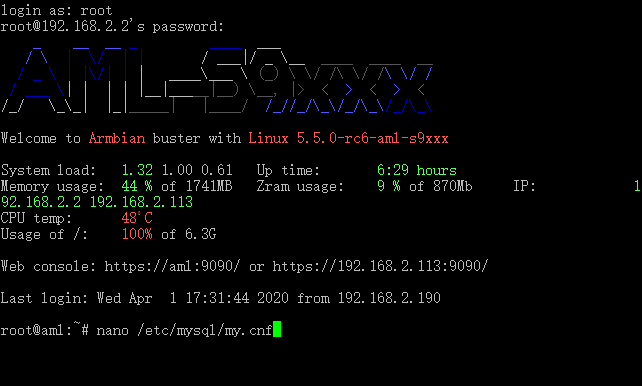 login as: root
root@192.168.2.2's password:
AML-S9xxx
Welcome to Armbian buster with Linux 5.5.0-rc6-aml-s9xxx
System load: 1.32 1.00 0.61 Up time: 6:29 hours
Memory usage: 44 % of 1741MB Zram usage: 9 % of 870Mb IP: 1
92.168.2.2 192.168.2.113
CPU temp: 48°C
Usage of /: 100% of 6.3G
Web console: https://aml:9090/ or https://192.168.2.113:9090/
Last login: Wed Apr 1 17:31:44 2020 from 192.168.2.190
root@aml:~# nano /etc/mysql/my.cnf